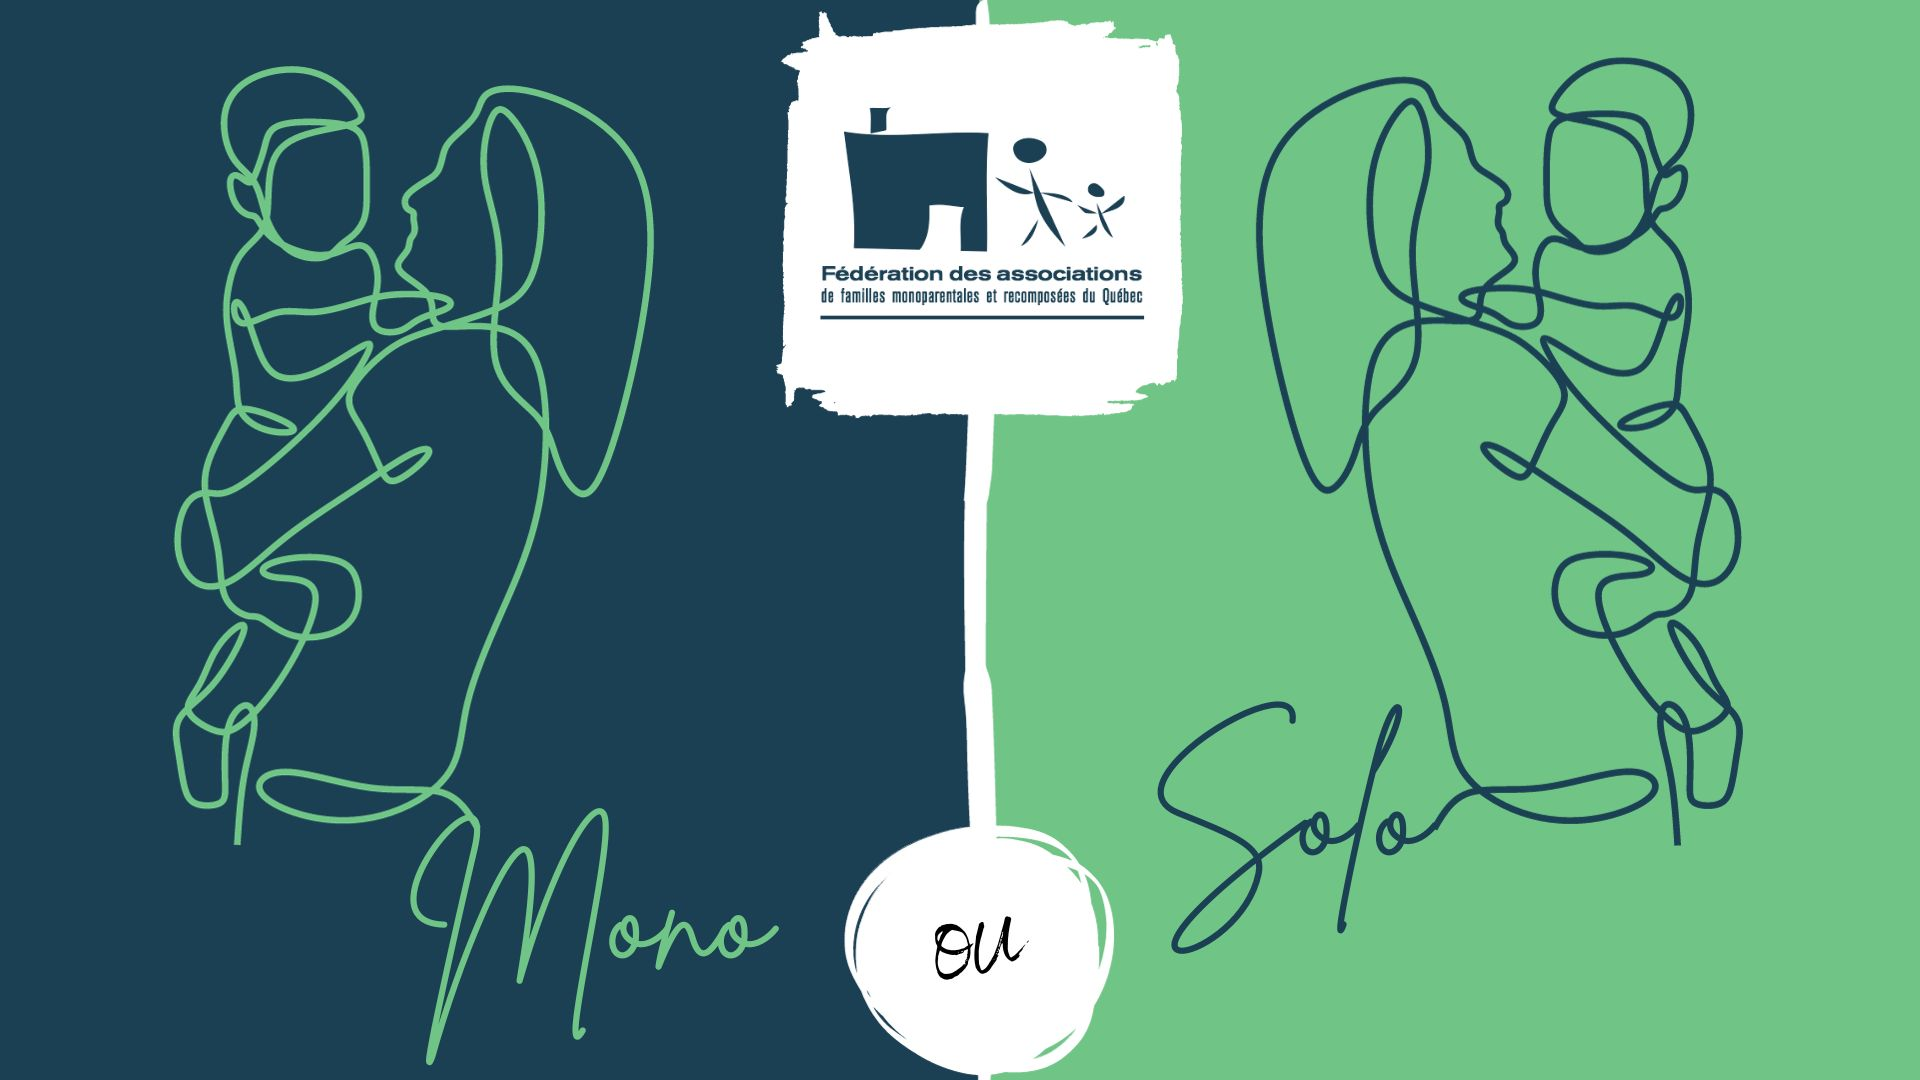 Fédération des associations
de familles monoparentales et recomposées du Québec
Mono
ou
Solo